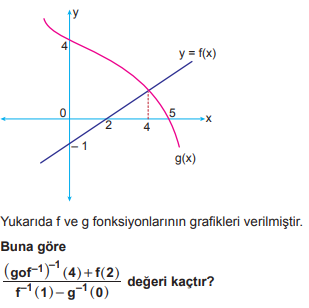 y
4
y = f(x)
0
2
4
5
x
– 1
g(x)
Yukarıda f ve g fonksiyonlarının grafikleri verilmiştir.
Buna göre
(gof⁻¹)⁻¹(4)+f(2)
f⁻¹(1)–g⁻¹(0)
değeri kaçtır?